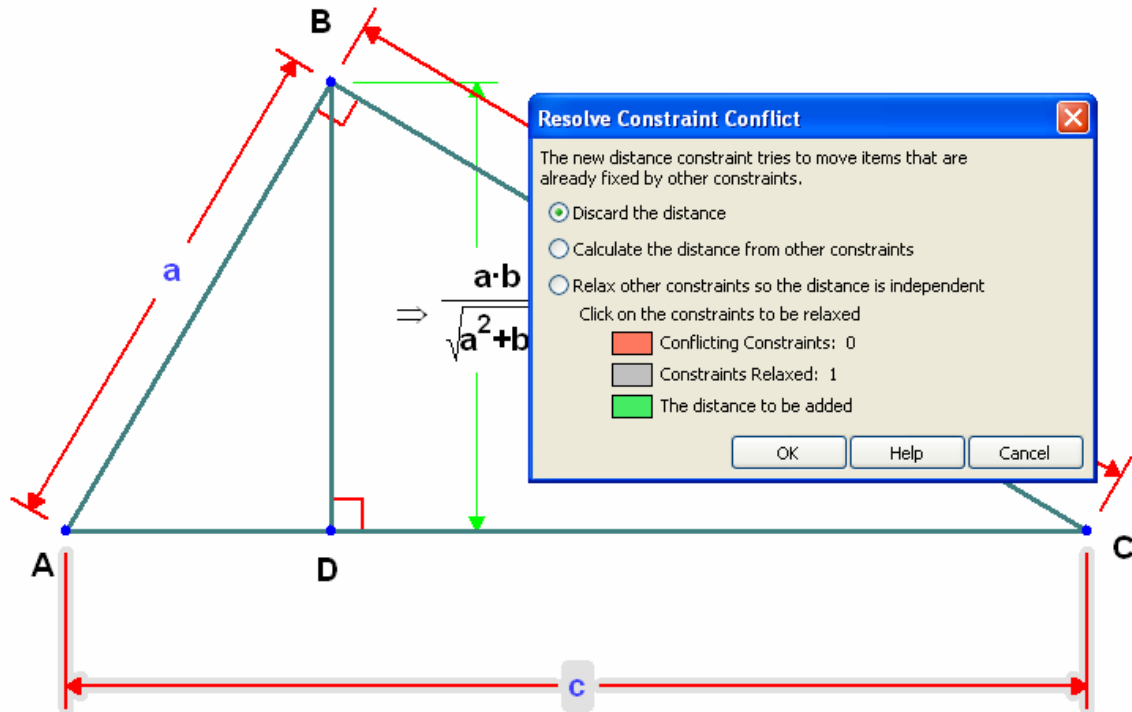 B
Resolve Constraint Conflict
The new distance constraint tries to move items that are
already fixed by other constraints.
Discard the distance
Calculate the distance from other constraints
Relax other constraints so the distance is independent
Click on the constraints to be relaxed
Conflicting Constraints: 0
Constraints Relaxed: 1
The distance to be added
OK Help Cancel
a
⇒ a·b
√a²+b
A D C
c